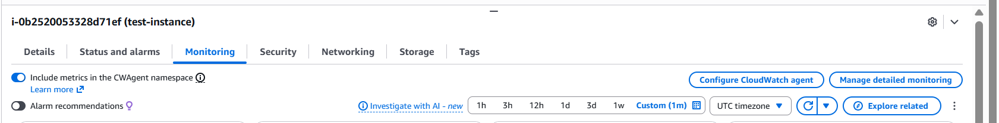 i-0b2520053328d71ef (test-instance)
Details Status and alarms Monitoring Security Networking Storage Tags
Include metrics in the CWAgent namespace
Learn more
Configure CloudWatch agent Manage detailed monitoring
Alarm recommendations
Investigate with AI - new 1h 3h 12h 1d 3d 1w Custom (1m) UTC timezone Explore related